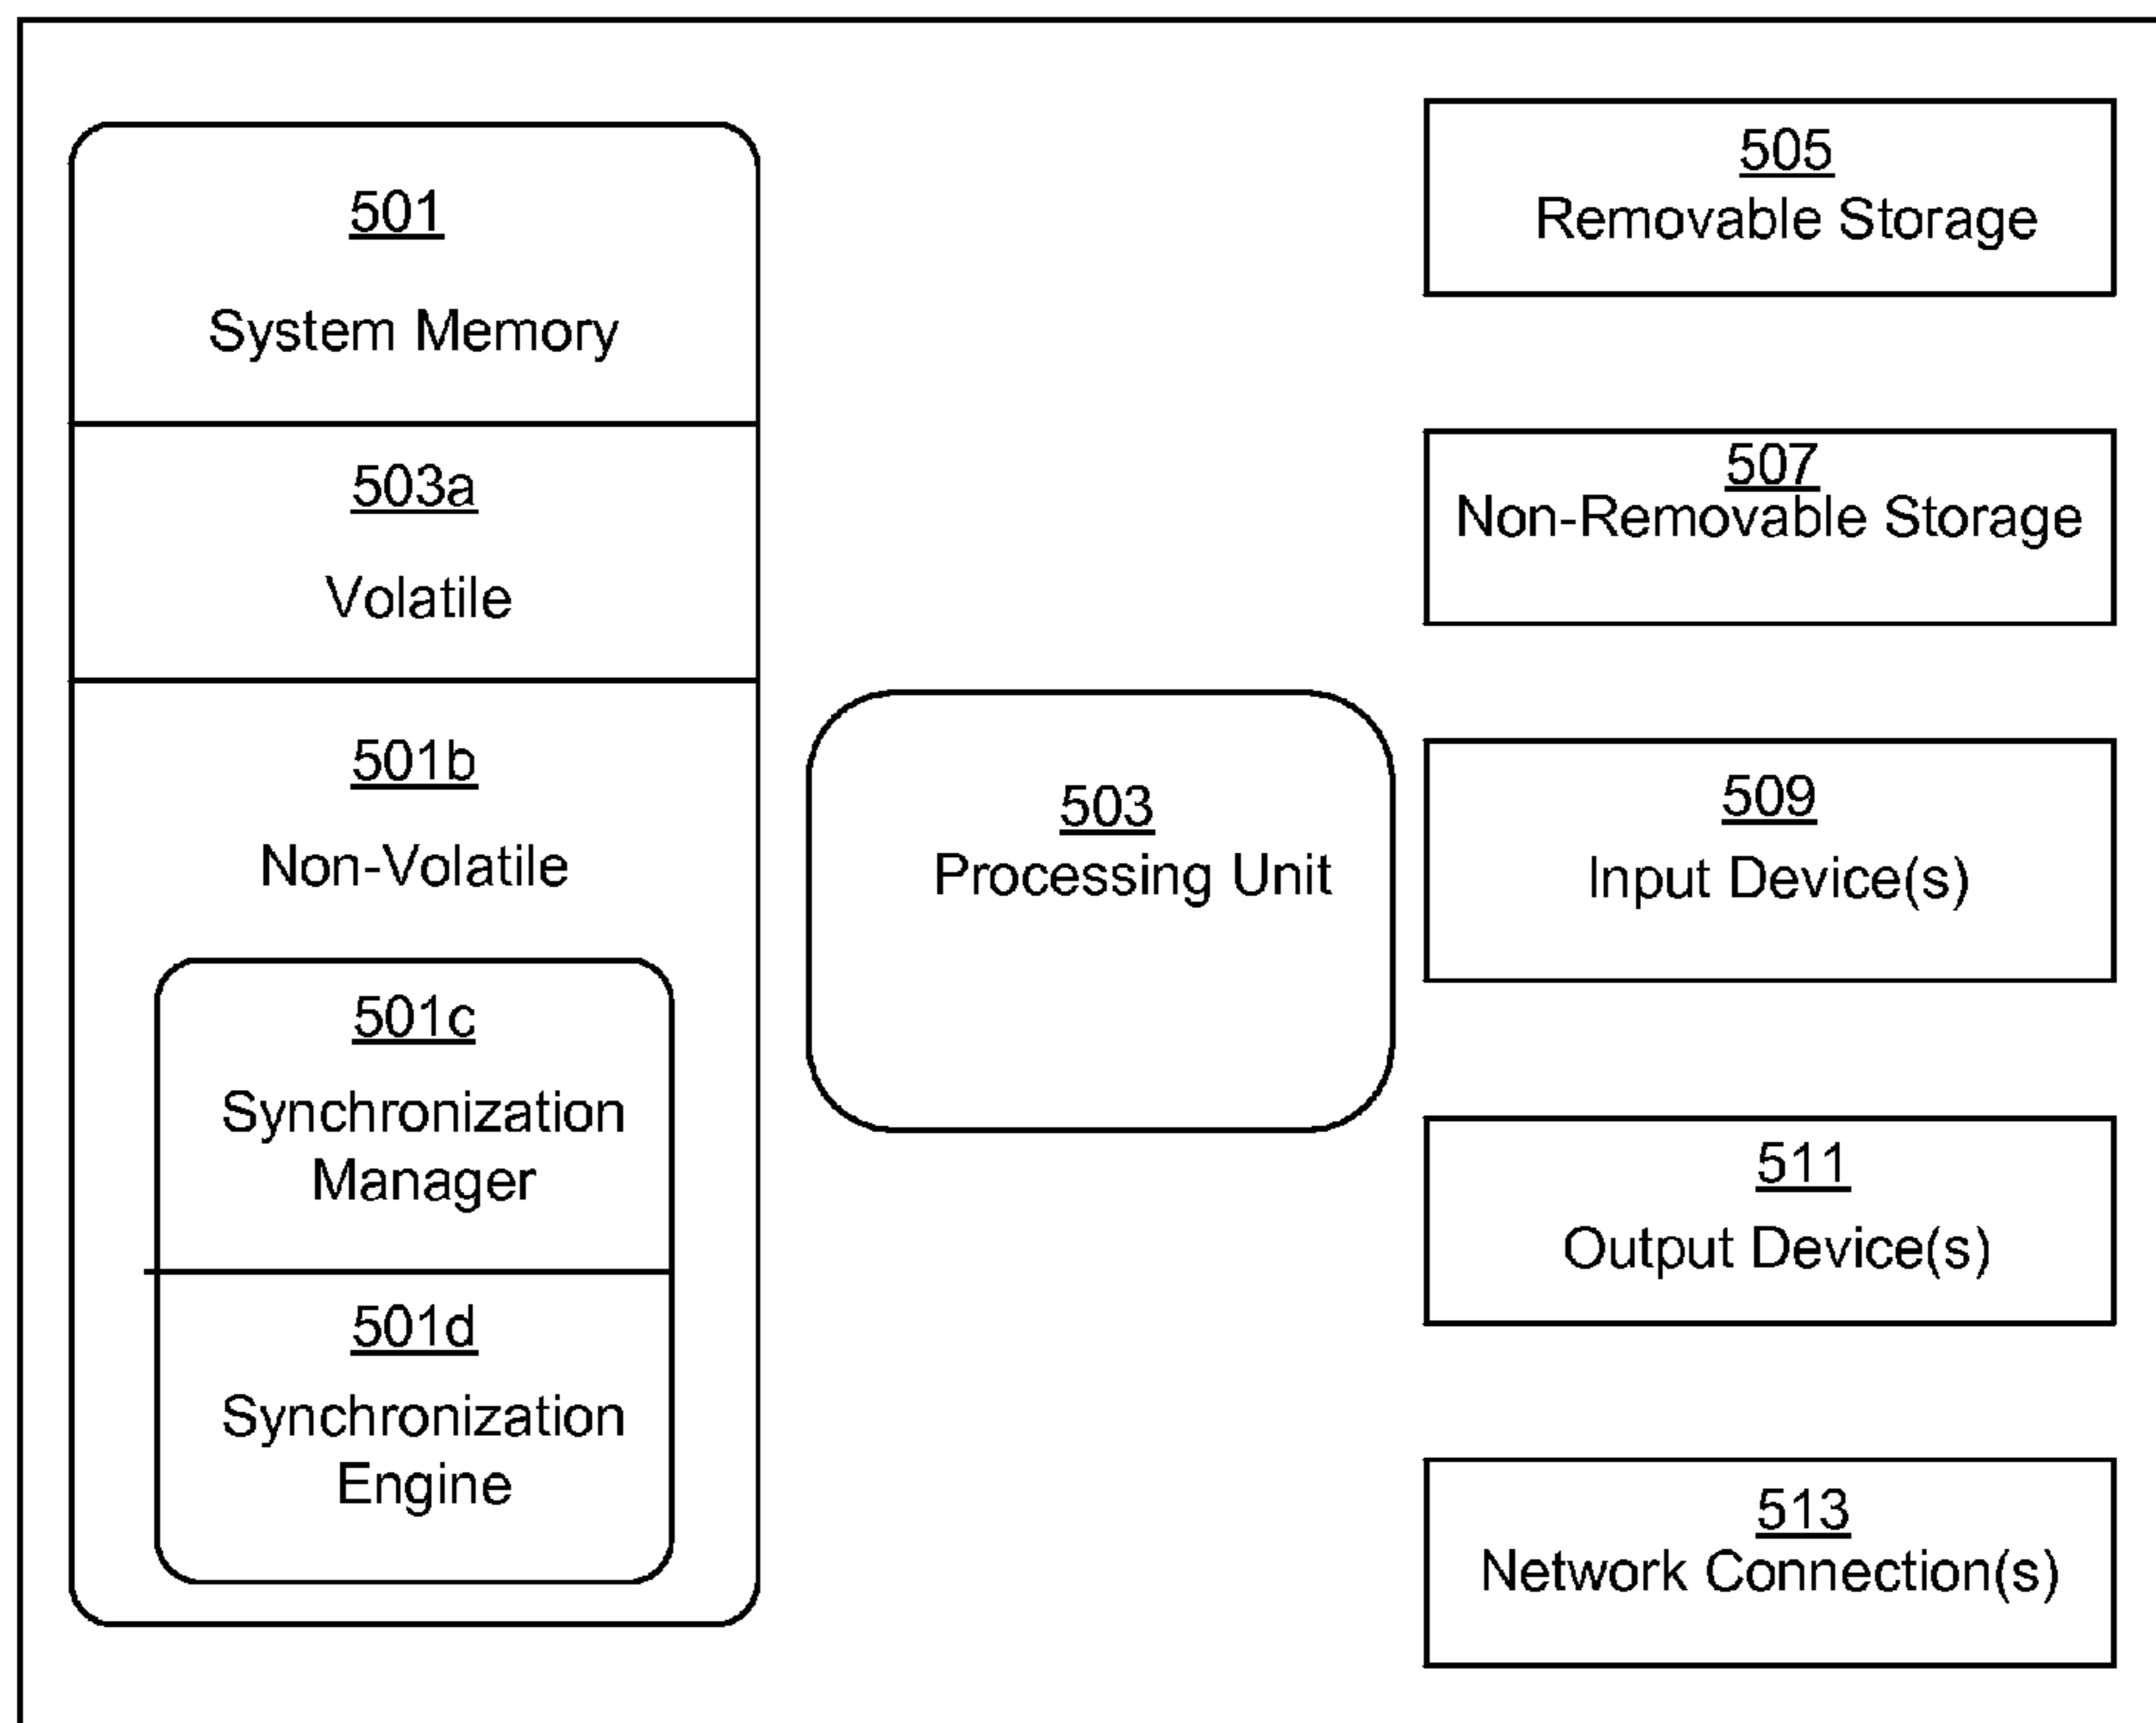 501
System Memory
503a
Volatile
501b
Non-Volatile
501c
Synchronization
Manager
501d
Synchronization
Engine
503
Processing Unit
505
Removable Storage
507
Non-Removable Storage
509
Input Device(s)
511
Output Device(s)
513
Network Connection(s)